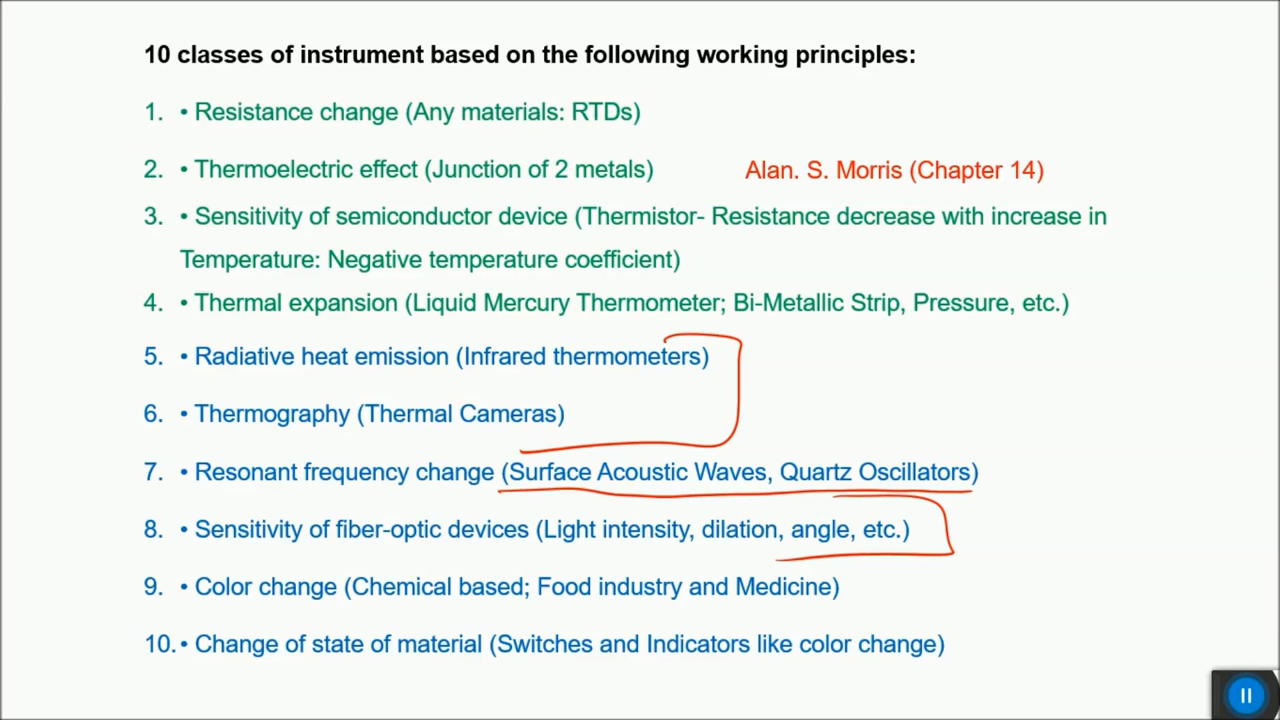 10 classes of instrument based on the following working principles:
1. • Resistance change (Any materials: RTDs)
2. • Thermoelectric effect (Junction of 2 metals)
Alan. S. Morris (Chapter 14)
3. • Sensitivity of semiconductor device (Thermistor- Resistance decrease with increase in
Temperature: Negative temperature coefficient)
4. • Thermal expansion (Liquid Mercury Thermometer; Bi-Metallic Strip, Pressure, etc.)
5. • Radiative heat emission (Infrared thermometers)
6. • Thermography (Thermal Cameras)
7. • Resonant frequency change (Surface Acoustic Waves, Quartz Oscillators)
8. • Sensitivity of fiber-optic devices (Light intensity, dilation, angle, etc.)
9. • Color change (Chemical based; Food industry and Medicine)
10. • Change of state of material (Switches and Indicators like color change)